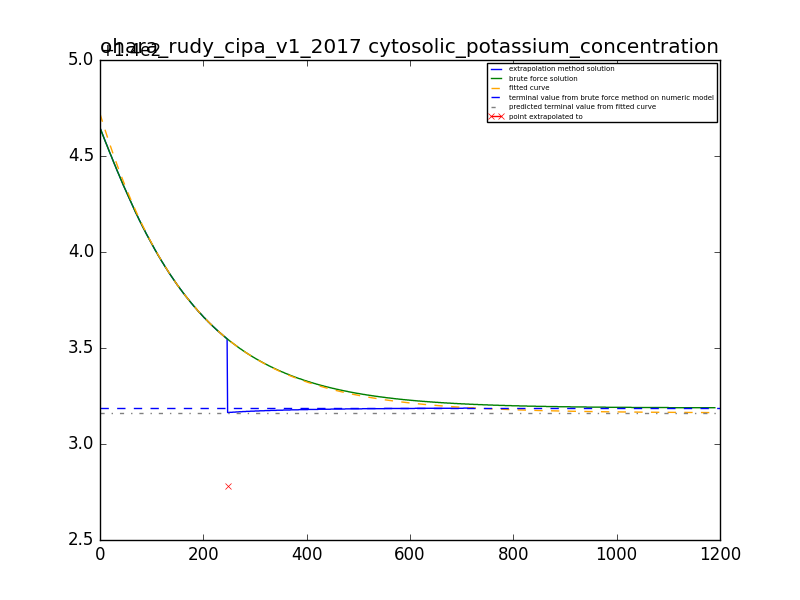 ohara_rudy_cipa_v1_2017 cytosolic_potassium_concentration
+1.4e2
5.0
4.5
4.0
3.5
3.0
2.5
0 200 400 600 800 1000 1200
extrapolation method solution
brute force solution
fitted curve
terminal value from brute force method on numeric model
predicted terminal value from fitted curve
point extrapolated to